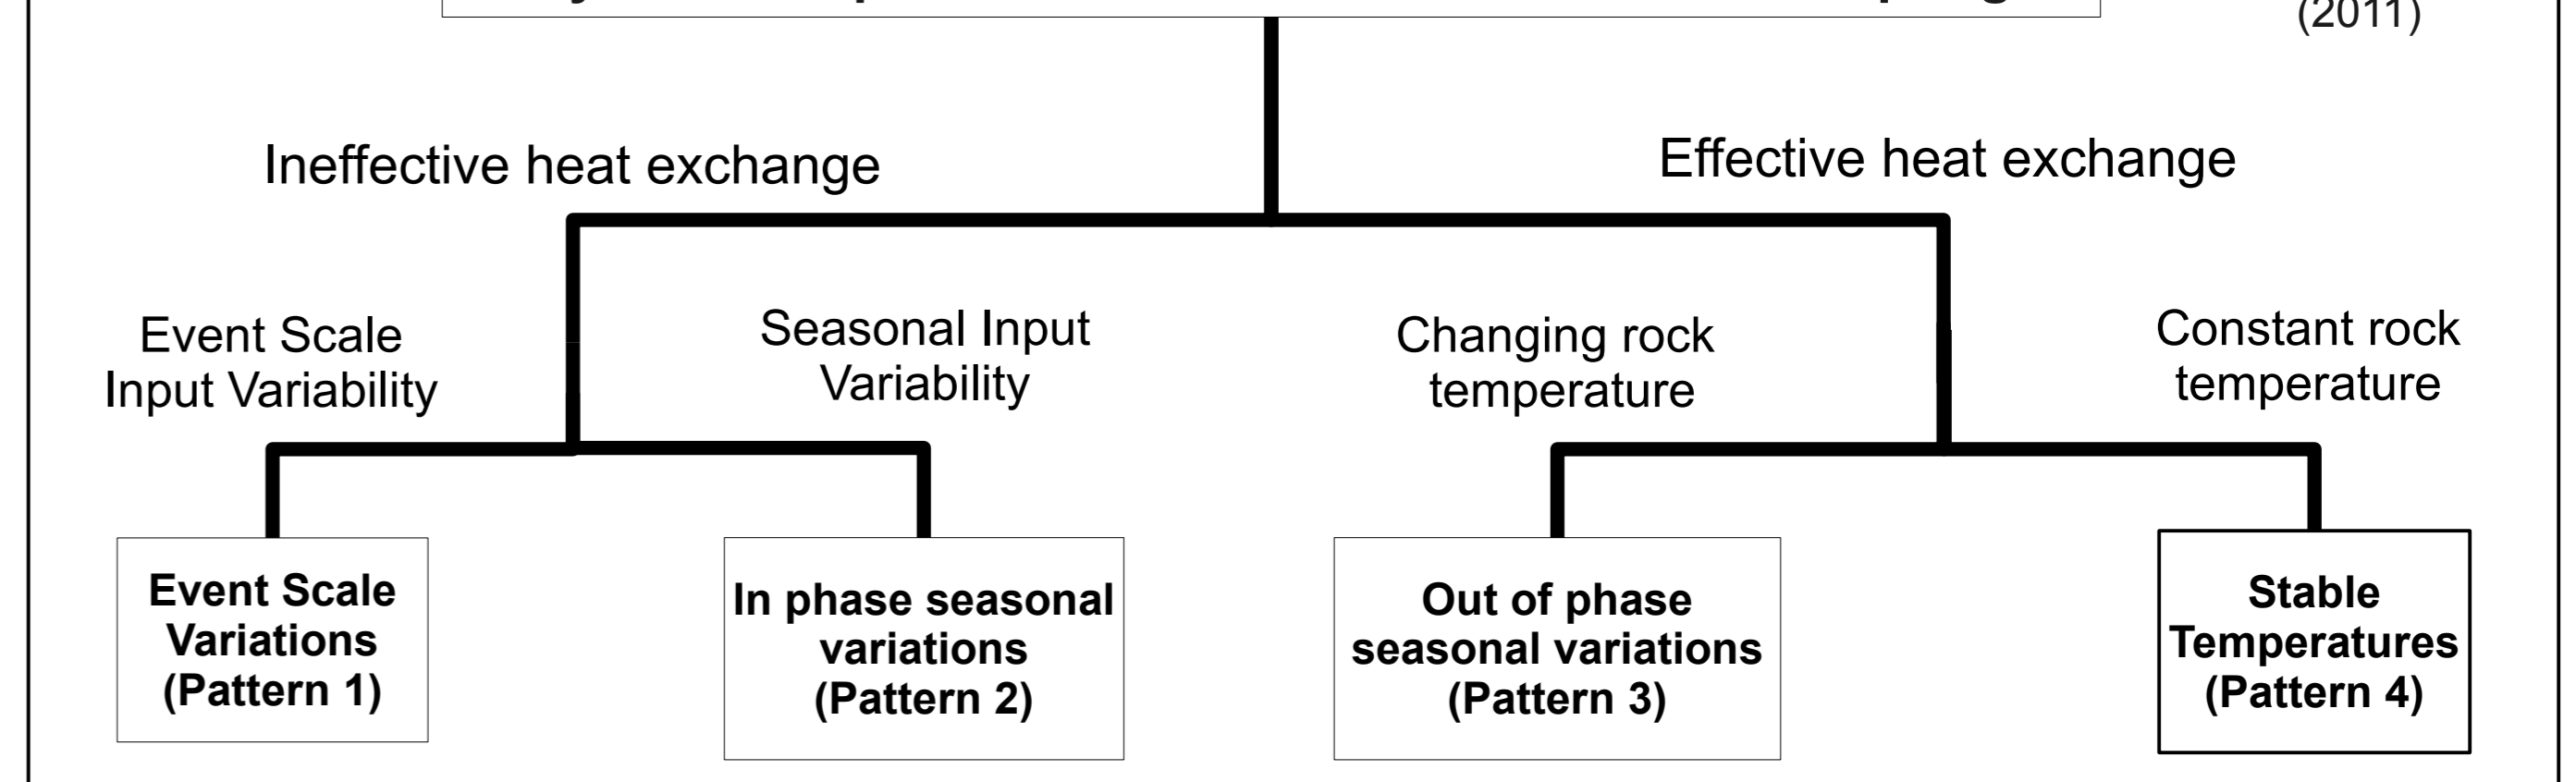 (2011)
Ineffective heat exchange
Effective heat exchange
Event Scale
Input Variability
Seasonal Input
Variability
Changing rock
temperature
Constant rock
temperature
Event Scale
Variations
(Pattern 1)
In phase seasonal
variations
(Pattern 2)
Out of phase
seasonal variations
(Pattern 3)
Stable
Temperatures
(Pattern 4)